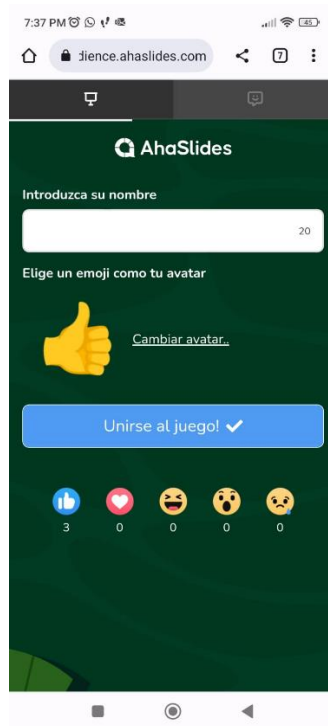 7:37 PM
45
dience.ahaslides.com
7
AhaSlides
Introduzca su nombre
20
Elige un emoji como tu avatar
Cambiar avatar..
Unirse al juego!
3 0 0 0 0